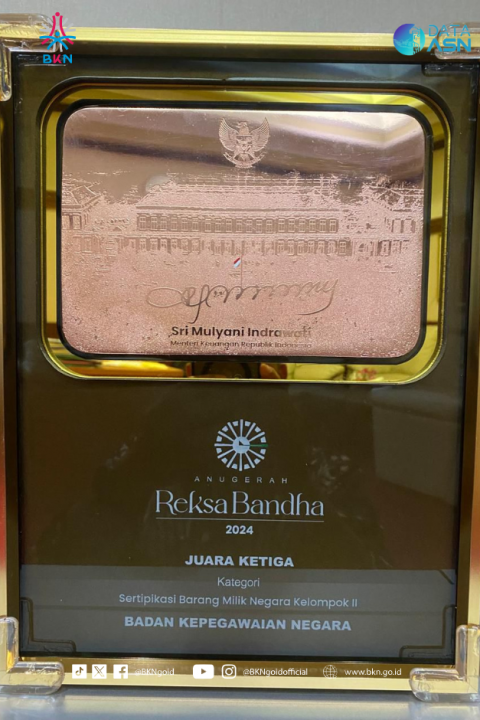 BKN
DATA
ASN
Sri Mulyani Indrawati
Menteri Keuangan Republik Indonesia
ANUGERAH
Reksa Bandha
2024
JUARA KETIGA
Kategori
Sertipikasi Barang Milik Negara Kelompok II
BADAN KEPEGAWAIAN NEGARA
@BKNgoid @BKNgoidofficial www.bkn.go.id